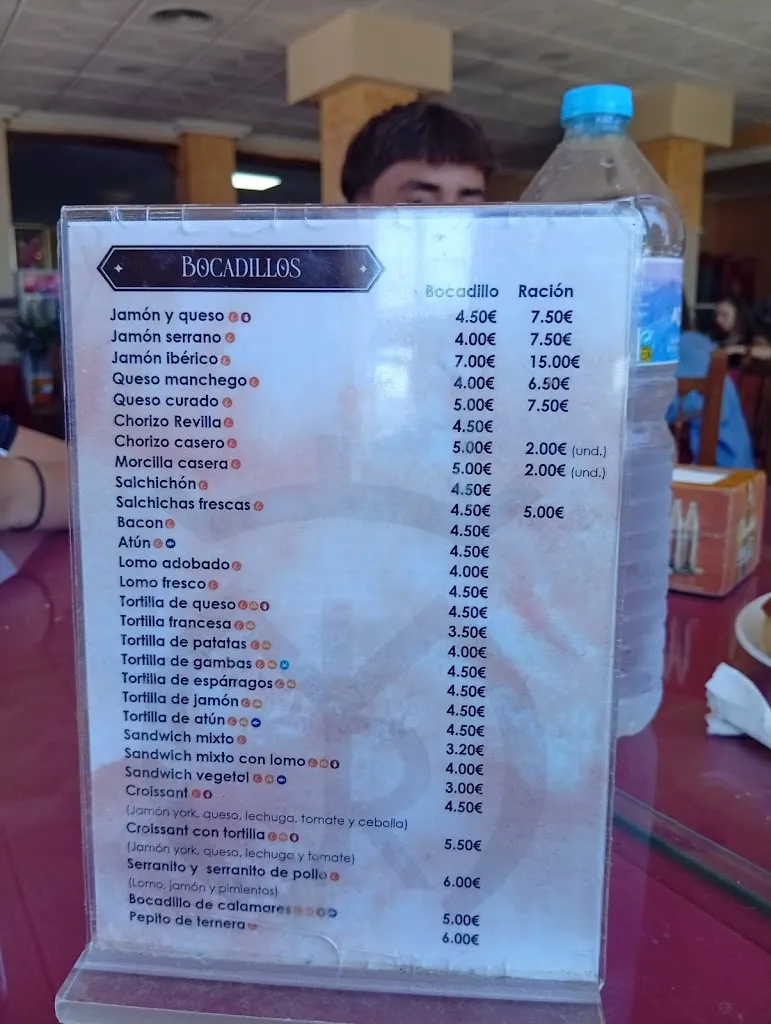 BOCADILLOS
Bocadillo Ración
Jamón y queso 4.50€ 7.50€
Jamón serrano 4.00€ 7.50€
Jamón ibérico 7.00€ 15.00€
Queso manchego 4.00€ 6.50€
Queso curado 5.00€ 7.50€
Chorizo Revilla 4.50€
Chorizo casero 5.00€ 2.00€ (und.)
Morcilla casera 5.00€ 2.00€ (und.)
Salchichón 4.50€
Salchichas frescas 4.50€ 5.00€
Bacon 4.50€
Atún 4.50€
Lomo adobado 4.00€
Lomo fresco 4.50€
Tortilla de queso 4.50€
Tortilla francesa 3.50€
Tortilla de patatas 4.00€
Tortilla de gambas 4.50€
Tortilla de espárragos 4.50€
Tortilla de jamón 4.50€
Tortilla de atún 4.50€
Sandwich mixto 3.20€
Sandwich mixto con lomo 4.00€
Sandwich vegetal 3.00€
Croissant 4.50€
(Jamón york, queso, lechuga, tomate y cebolla)
Croissant con tortilla 5.50€
(Jamón york, queso, lechuga y tomate)
Serranito y serranito de pollo 6.00€
(Lomo, jamón y pimientos)
Bocadillo de calamares 5.00€
Pepito de ternera 6.00€